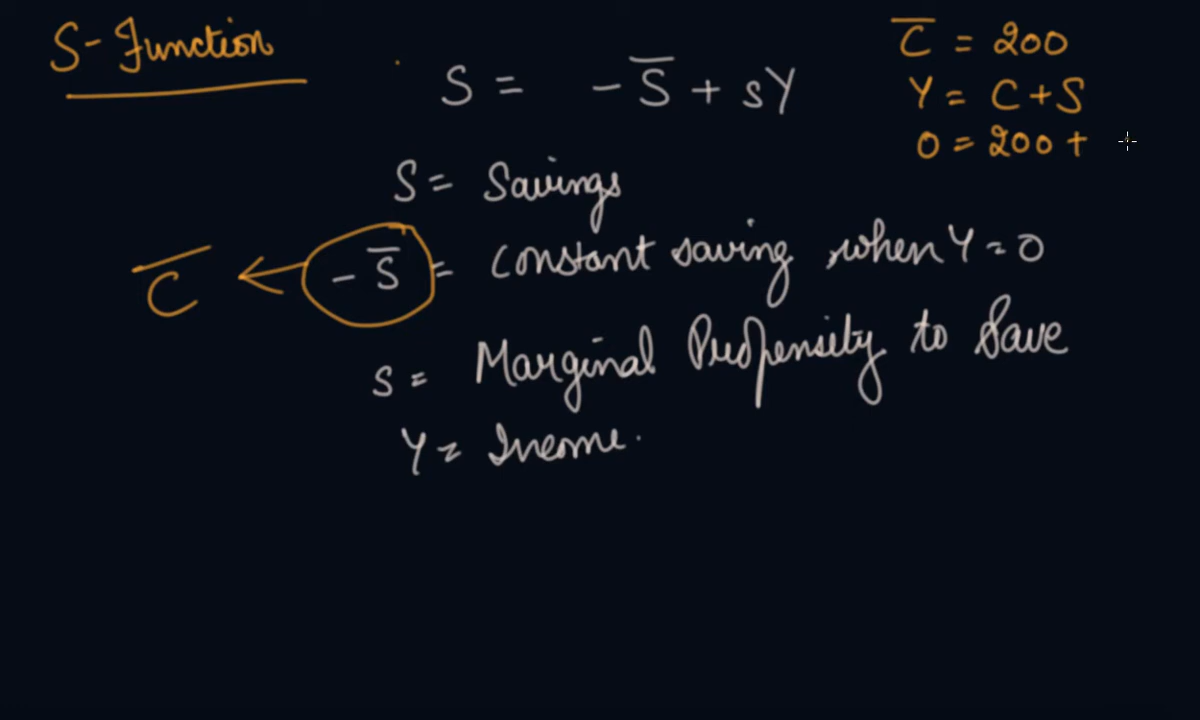 S-Function
S = -S̅ + sY
C̅ = 200
Y = C + S
0 = 200 +
S = Savings
C̅ ← -S̅ = constant saving when Y = 0
s = Marginal Propensity to Save
Y = Income.